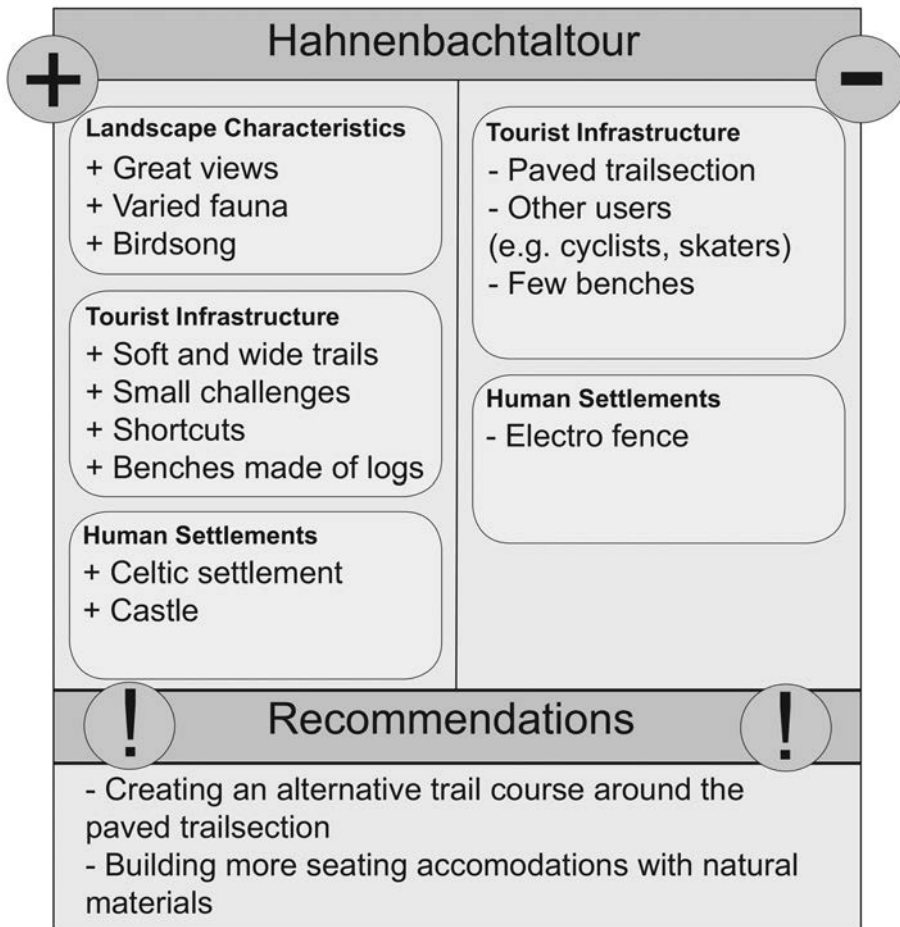 Hahnenbachtaltour
+
-
Landscape Characteristics
+ Great views
+ Varied fauna
+ Birdsong
Tourist Infrastructure
+ Soft and wide trails
+ Small challenges
+ Shortcuts
+ Benches made of logs
Human Settlements
+ Celtic settlement
+ Castle
Tourist Infrastructure
- Paved trailsection
- Other users
(e.g. cyclists, skaters)
- Few benches
Human Settlements
- Electro fence
!
Recommendations
!
- Creating an alternative trail course around the
paved trailsection
- Building more seating accomodations with natural
materials